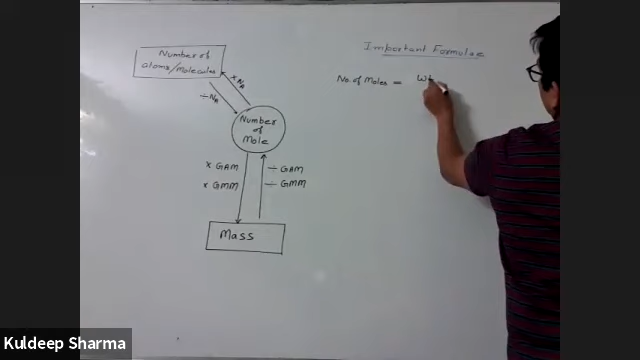 Number of
atoms/molecules
× NA
÷ NA
Number
of
Mole
× GAM
× GMM
÷ GAM
÷ GMM
Mass
Important Formulae
No. of Moles = Wt
Kuldeep Sharma